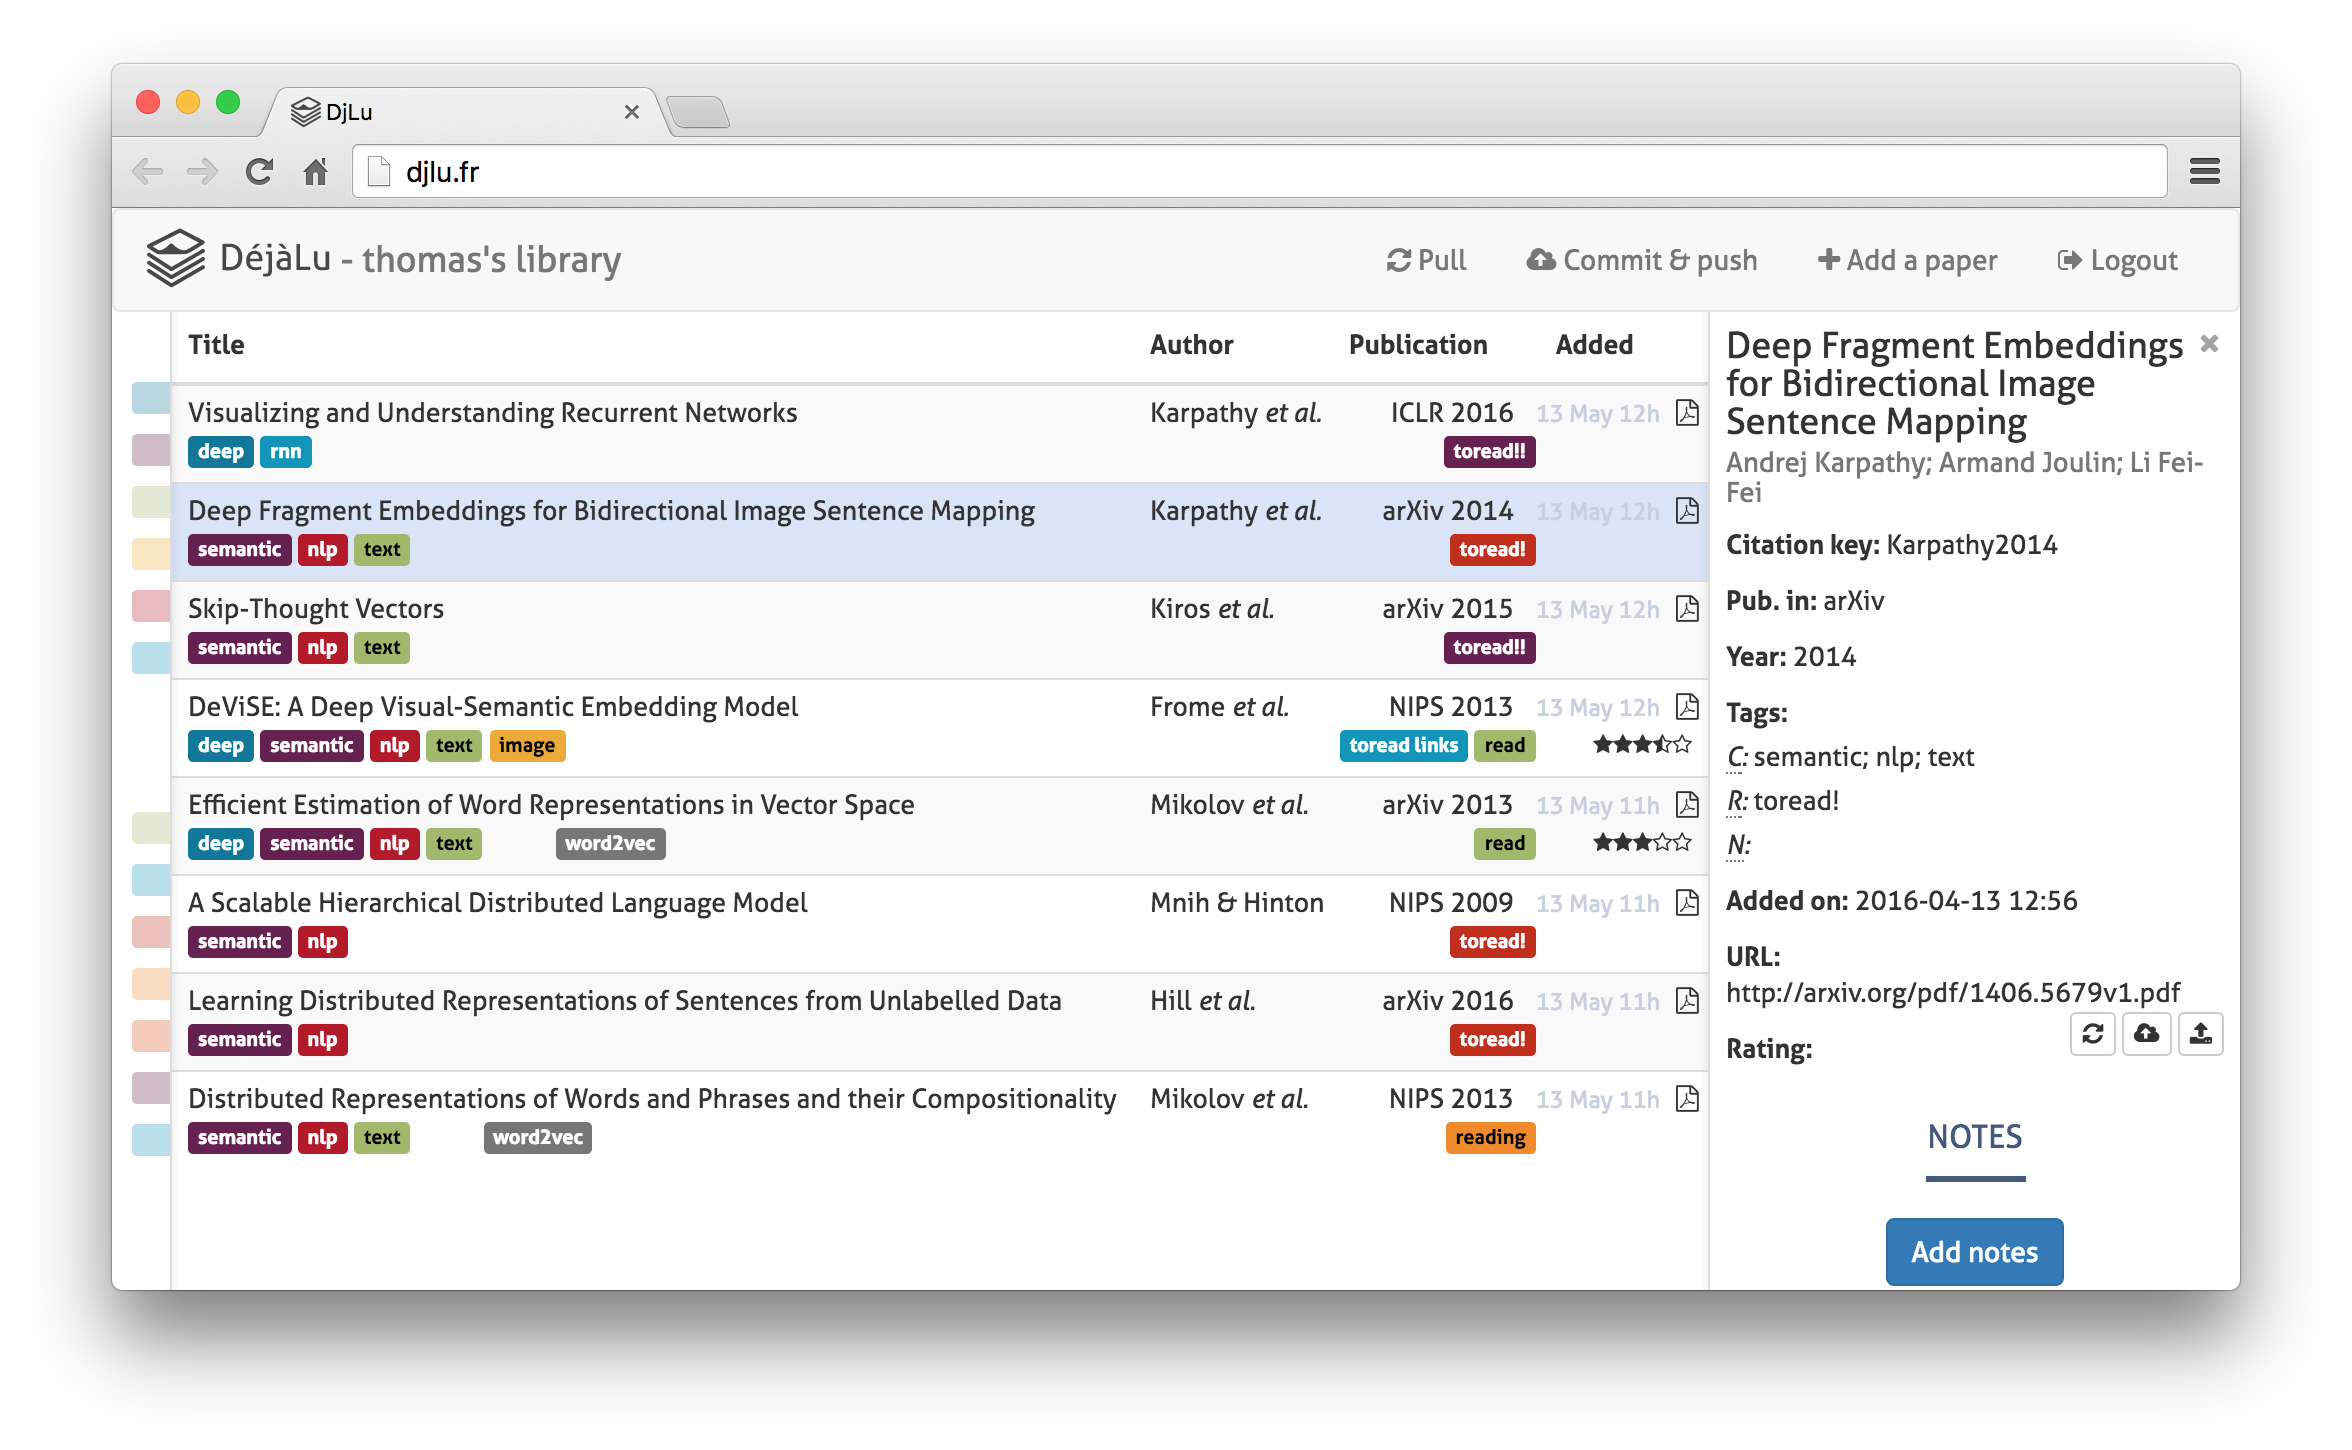 DjLu
djlu.fr
DéjàLu - thomas's library
Pull
Commit & push
Add a paper
Logout
Title Author Publication Added
Visualizing and Understanding Recurrent Networks Karpathy et al. ICLR 2016 13 May 12h
deep rnn toread!!
Deep Fragment Embeddings for Bidirectional Image Sentence Mapping Karpathy et al. arXiv 2014 13 May 12h
semantic nlp text toread!
Skip-Thought Vectors Kiros et al. arXiv 2015 13 May 12h
semantic nlp text toread!!
DeViSE: A Deep Visual-Semantic Embedding Model Frome et al. NIPS 2013 13 May 12h
deep semantic nlp text image toread links read
Efficient Estimation of Word Representations in Vector Space Mikolov et al. arXiv 2013 13 May 11h
deep semantic nlp text word2vec read
A Scalable Hierarchical Distributed Language Model Mnih & Hinton NIPS 2009 13 May 11h
semantic nlp toread!
Learning Distributed Representations of Sentences from Unlabelled Data Hill et al. arXiv 2016 13 May 11h
semantic nlp toread!
Distributed Representations of Words and Phrases and their Compositionality Mikolov et al. NIPS 2013 13 May 11h
semantic nlp text word2vec reading
Deep Fragment Embeddings
for Bidirectional Image
Sentence Mapping
Andrej Karpathy; Armand Joulin; Li Fei-
Fei
Citation key: Karpathy2014
Pub. in: arXiv
Year: 2014
Tags:
C: semantic; nlp; text
R: toread!
N:
Added on: 2016-04-13 12:56
URL:
http://arxiv.org/pdf/1406.5679v1.pdf
Rating:
NOTES
Add notes